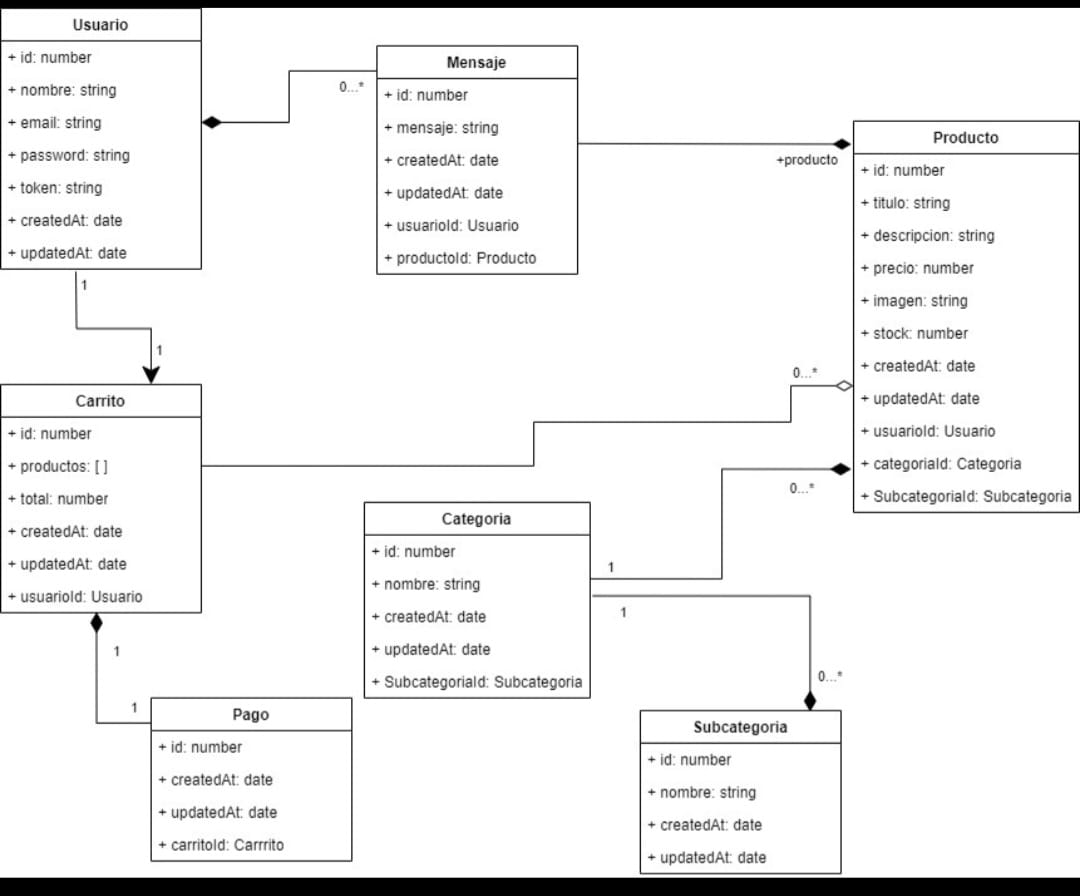 Usuario
+ id: number
+ nombre: string
+ email: string
+ password: string
+ token: string
+ createdAt: date
+ updatedAt: date
1
1
0...*
Mensaje
+ id: number
+ mensaje: string
+ createdAt: date
+ updatedAt: date
+ usuarioId: Usuario
+ productoId: Producto
+producto
Producto
+ id: number
+ titulo: string
+ descripcion: string
+ precio: number
+ imagen: string
+ stock: number
+ createdAt: date
+ updatedAt: date
+ usuarioId: Usuario
+ categoriaId: Categoria
+ SubcategoriaId: Subcategoria
0...*
0...*
Carrito
+ id: number
+ productos: [ ]
+ total: number
+ createdAt: date
+ updatedAt: date
+ usuarioId: Usuario
1
1
Categoria
+ id: number
+ nombre: string
+ createdAt: date
+ updatedAt: date
+ SubcategoriaId: Subcategoria
1
1
0...*
Pago
+ id: number
+ createdAt: date
+ updatedAt: date
+ carritoId: Carrrito
Subcategoria
+ id: number
+ nombre: string
+ createdAt: date
+ updatedAt: date